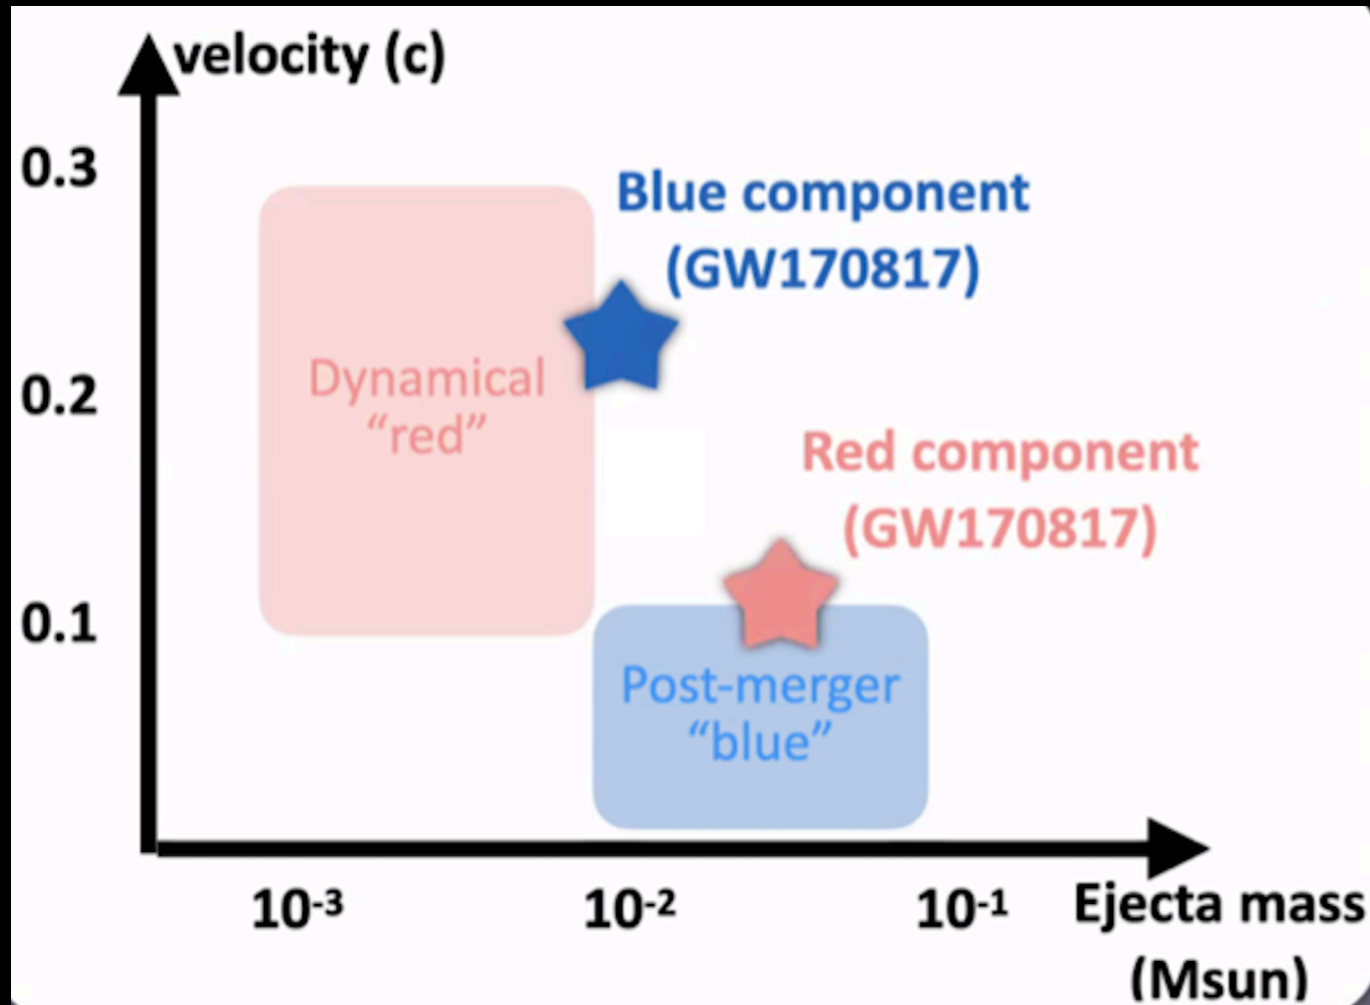 velocity (c)
0.3
Blue component
(GW170817)
Dynamical
“red”
0.2
Red component
(GW170817)
0.1
Post-merger
“blue”
10-3 10-2 10-1 Ejecta mass
(Msun)